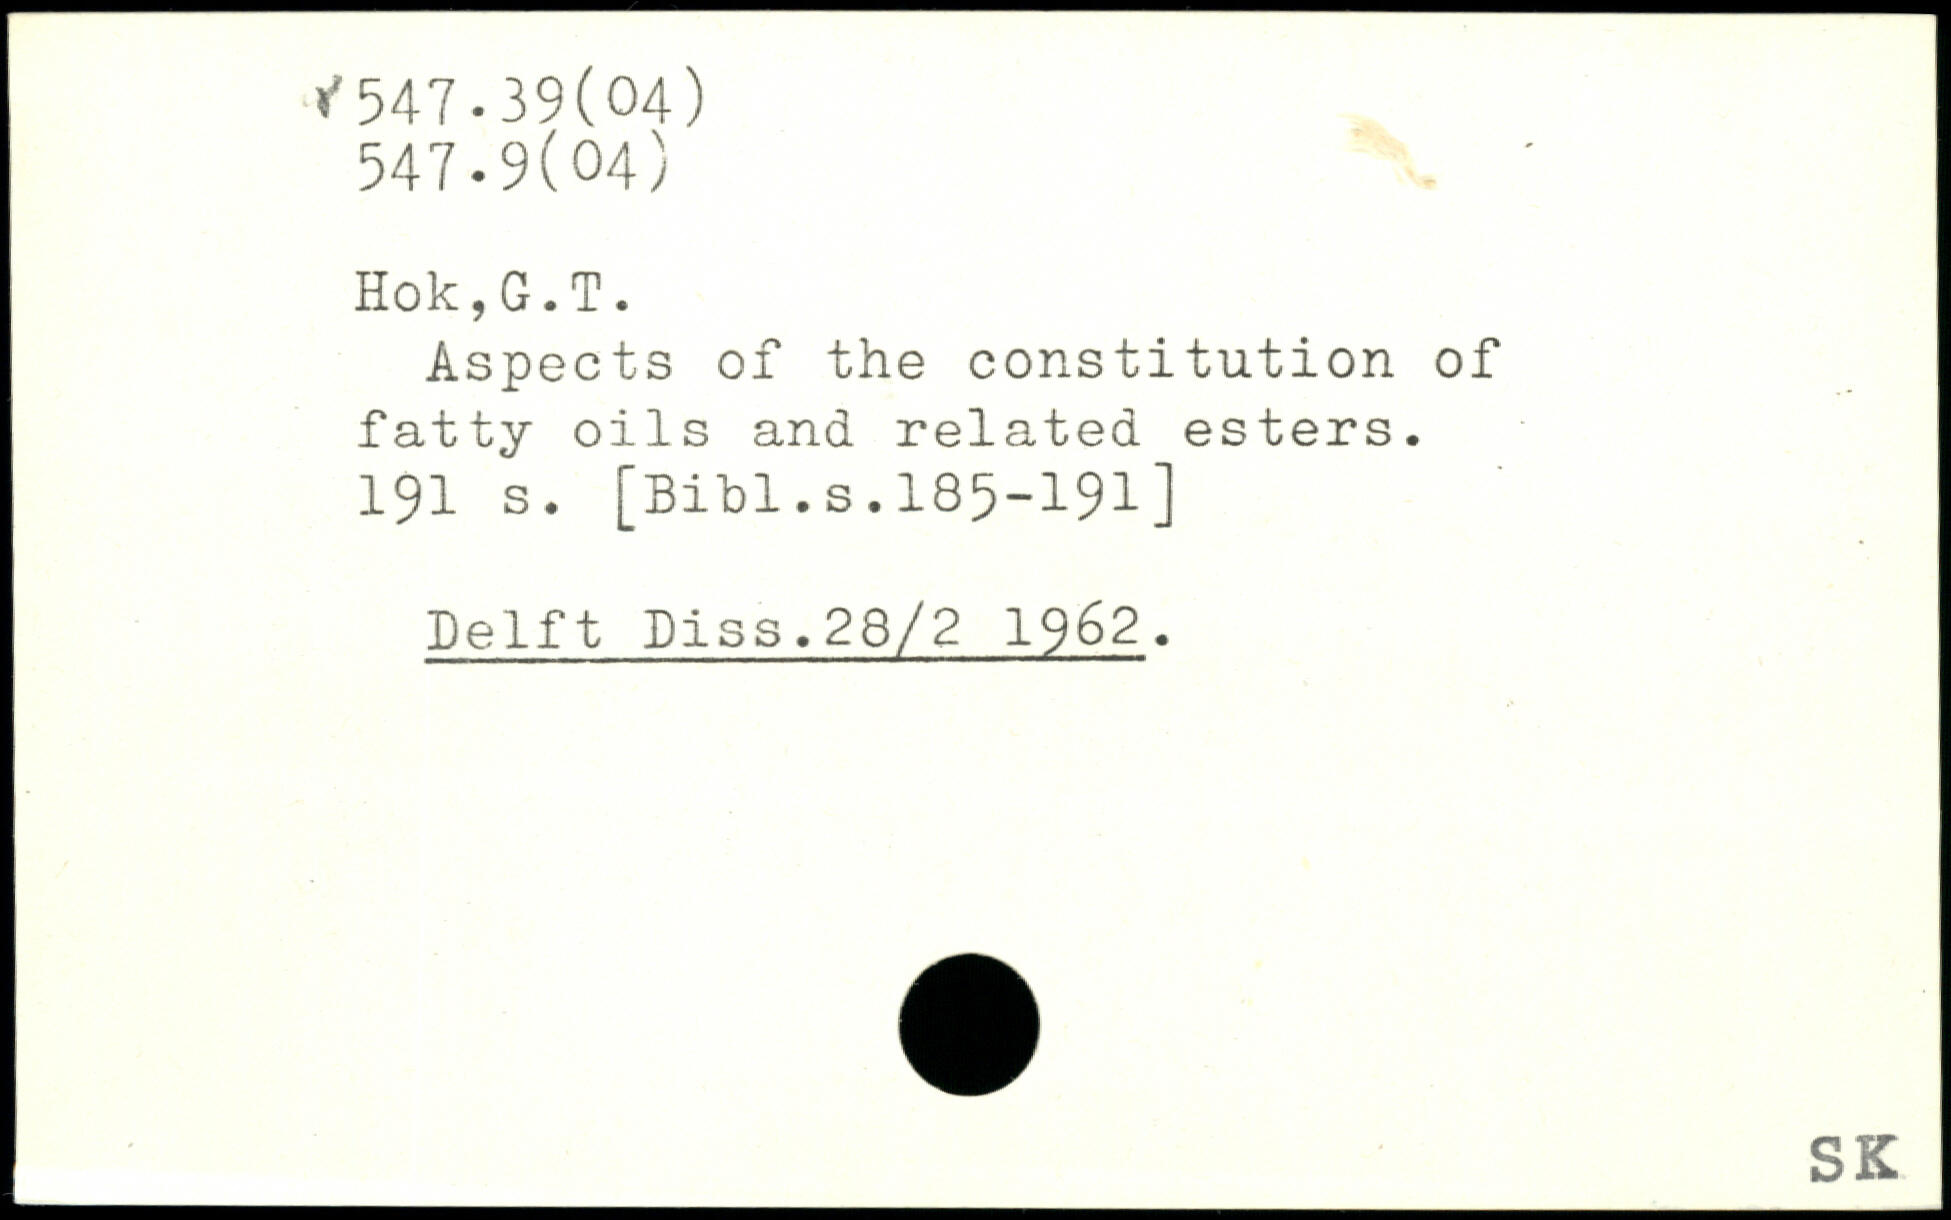 547.39(04)
547.9(04)
Hok,G.T.
Aspects of the constitution of
fatty oils and related esters.
191 s. [Bibl.s.185-191]
Delft Diss.28/2 1962.
SK